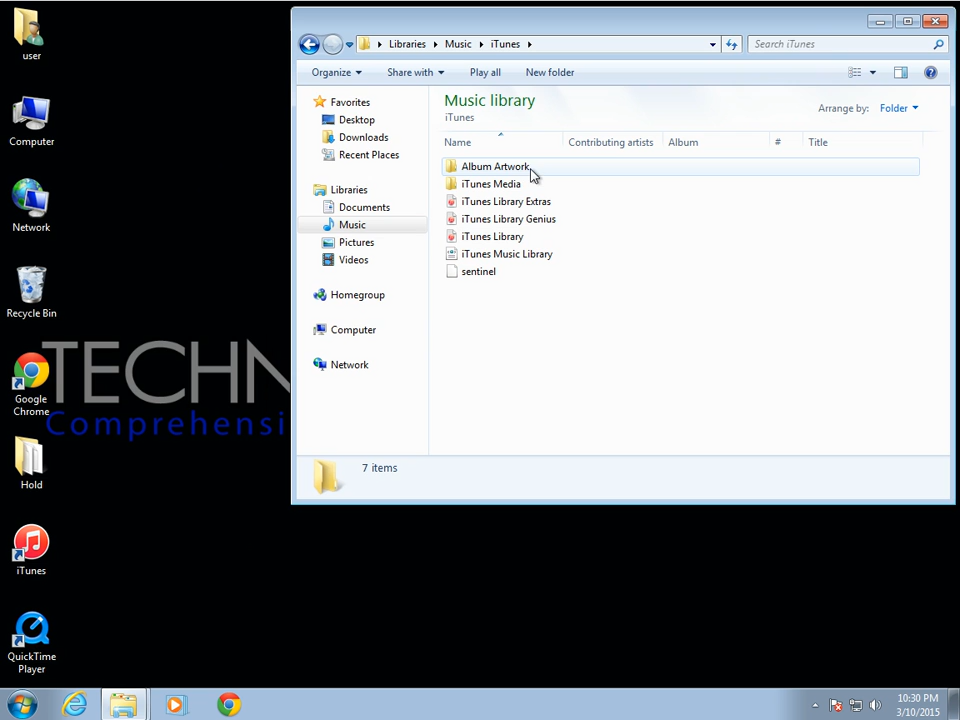 user
Computer
Network
Recycle Bin
Google
Chrome
Hold
iTunes
QuickTime
Player
TECHN
Comprehensi
Libraries Music iTunes
Search iTunes
Organize Share with Play all New folder
Favorites
Desktop
Downloads
Recent Places
Libraries
Documents
Music
Pictures
Videos
Homegroup
Computer
Network
Music library
iTunes
Arrange by: Folder
Name Contributing artists Album # Title
Album Artwork
iTunes Media
iTunes Library Extras
iTunes Library Genius
iTunes Library
iTunes Music Library
sentinel
7 items
10:30 PM
3/10/2015